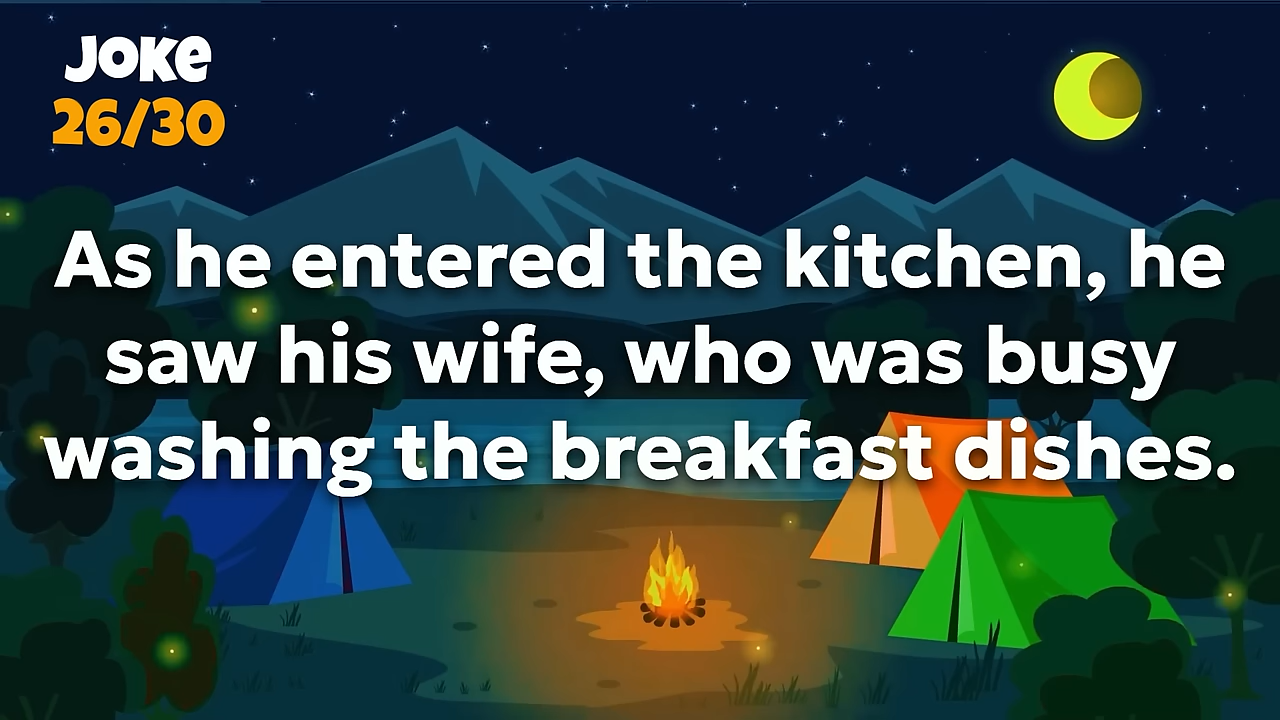 Joke
26/30
As he entered the kitchen, he
saw his wife, who was busy
washing the breakfast dishes.